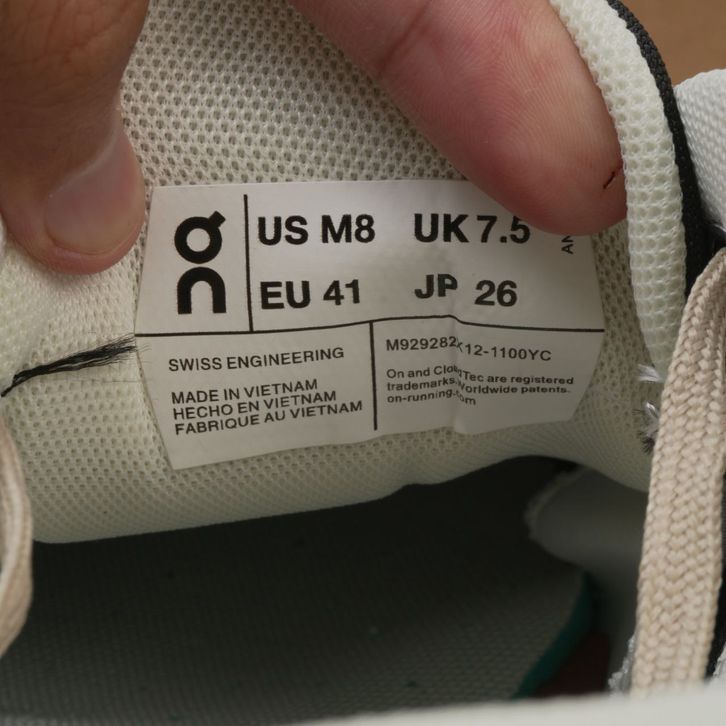 on
US M8 UK 7.5
EU 41 JP 26
SWISS ENGINEERING
MADE IN VIETNAM
HECHO EN VIETNAM
FABRIQUE AU VIETNAM
M929282X12-1100YC
On and CloudTec are registered
trademarks. Worldwide patents.
on-running.com